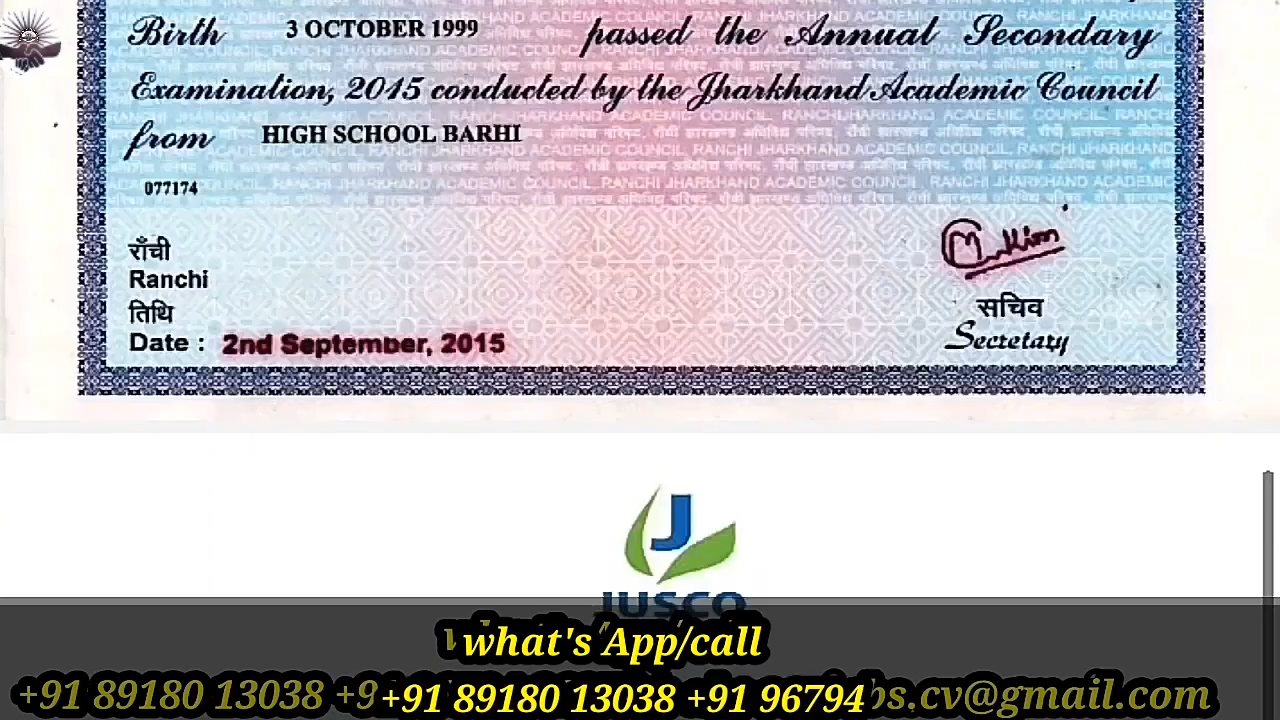 Birth 3 OCTOBER 1999 passed the Annual Secondary
Examination, 2015 conducted by the Jharkhand Academic Council
from HIGH SCHOOL BARHI
077174
राँची
Ranchi
तिथि
Date : 2nd September, 2015
सचिव
Secretary
J
JUSCO
what's App/call
+91 89180 13038 +9
+91 89180 13038 +91 96794
bs.cv@gmail.com